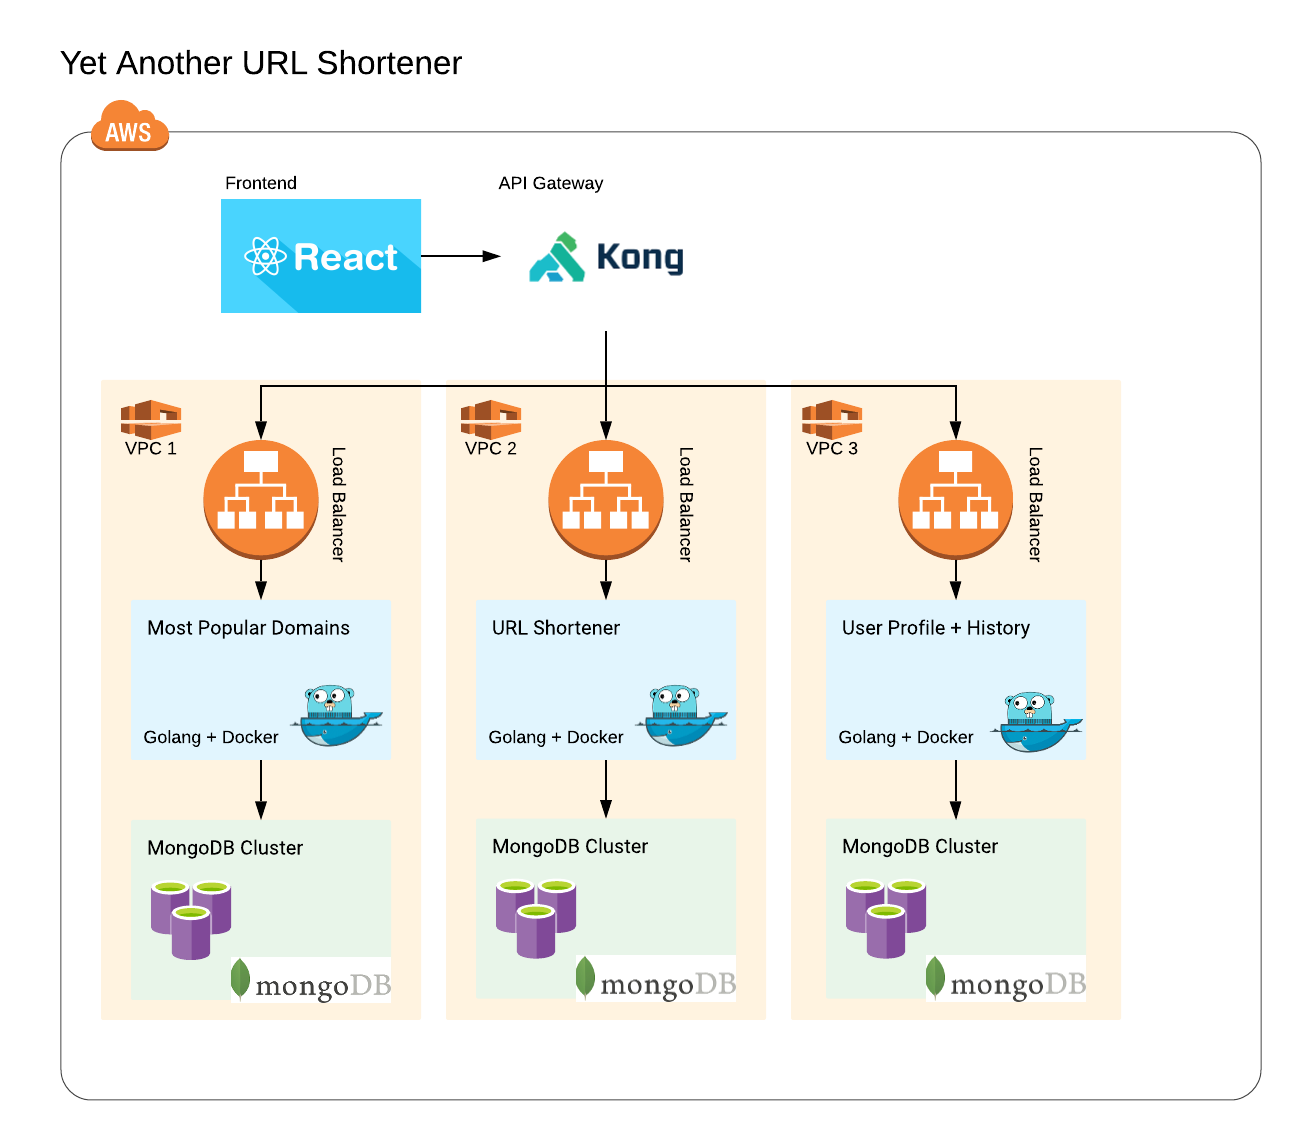 Yet Another URL Shortener
AWS
Frontend
API Gateway
React
Kong
VPC 1
Load Balancer
VPC 2
Load Balancer
VPC 3
Load Balancer
Most Popular Domains
Golang + Docker
URL Shortener
Golang + Docker
User Profile + History
Golang + Docker
MongoDB Cluster
mongoDB
MongoDB Cluster
mongoDB
MongoDB Cluster
mongoDB